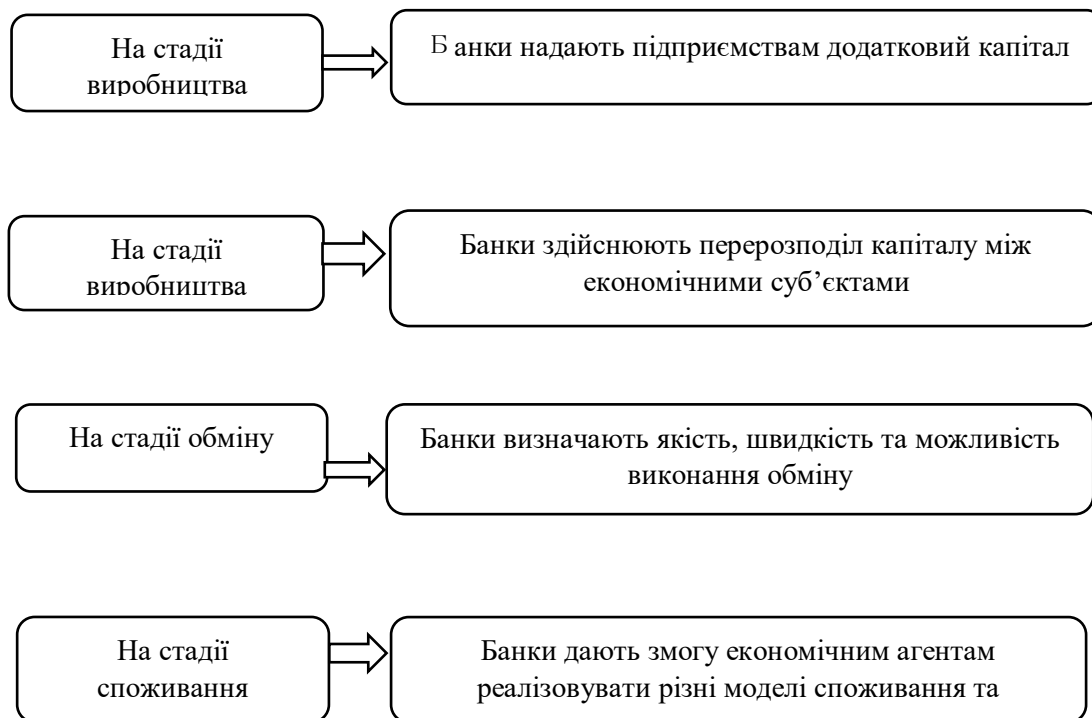 На стадії
виробництва
Б анки надають підприємствам додатковий капітал
На стадії
виробництва
Банки здійснюють перерозподіл капіталу між
економічними суб’єктами
На стадії обміну
Банки визначають якість, швидкість та можливість
виконання обміну
На стадії
споживання
Банки дають змогу економічним агентам
реалізовувати різні моделі споживання та